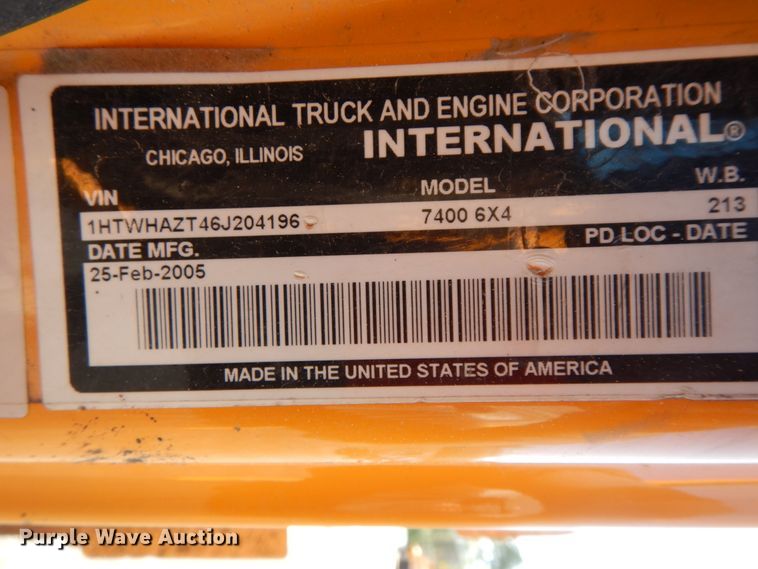 INTERNATIONAL TRUCK AND ENGINE CORPORATION
CHICAGO, ILLINOIS INTERNATIONAL®
VIN MODEL W.B.
1HTWHAZT46J204196 7400 6X4 213
DATE MFG. PD LOC - DATE
25-Feb-2005
MADE IN THE UNITED STATES OF AMERICA
Purple Wave Auction